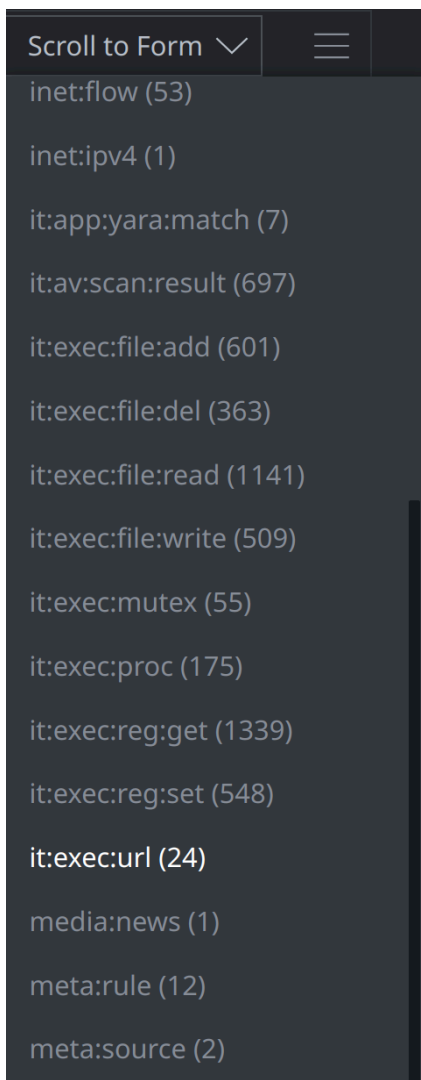 Scroll to Form
inet:flow (53)
inet:ipv4 (1)
it:app:yara:match (7)
it:av:scan:result (697)
it:exec:file:add (601)
it:exec:file:del (363)
it:exec:file:read (1141)
it:exec:file:write (509)
it:exec:mutex (55)
it:exec:proc (175)
it:exec:reg:get (1339)
it:exec:reg:set (548)
it:exec:url (24)
media:news (1)
meta:rule (12)
meta:source (2)